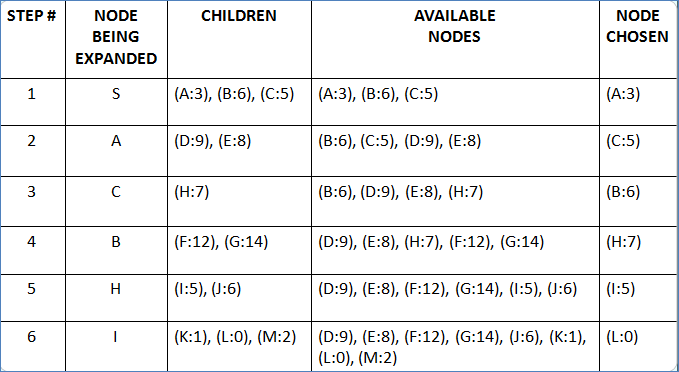 STEP # NODE BEING EXPANDED CHILDREN AVAILABLE NODES NODE CHOSEN
1 S (A:3), (B:6), (C:5) (A:3), (B:6), (C:5) (A:3)
2 A (D:9), (E:8) (B:6), (C:5), (D:9), (E:8) (C:5)
3 C (H:7) (B:6), (D:9), (E:8), (H:7) (B:6)
4 B (F:12), (G:14) (D:9), (E:8), (H:7), (F:12), (G:14) (H:7)
5 H (I:5), (J:6) (D:9), (E:8), (F:12), (G:14), (I:5), (J:6) (I:5)
6 I (K:1), (L:0), (M:2) (D:9), (E:8), (F:12), (G:14), (J:6), (K:1), (L:0)
(L:0), (M:2)